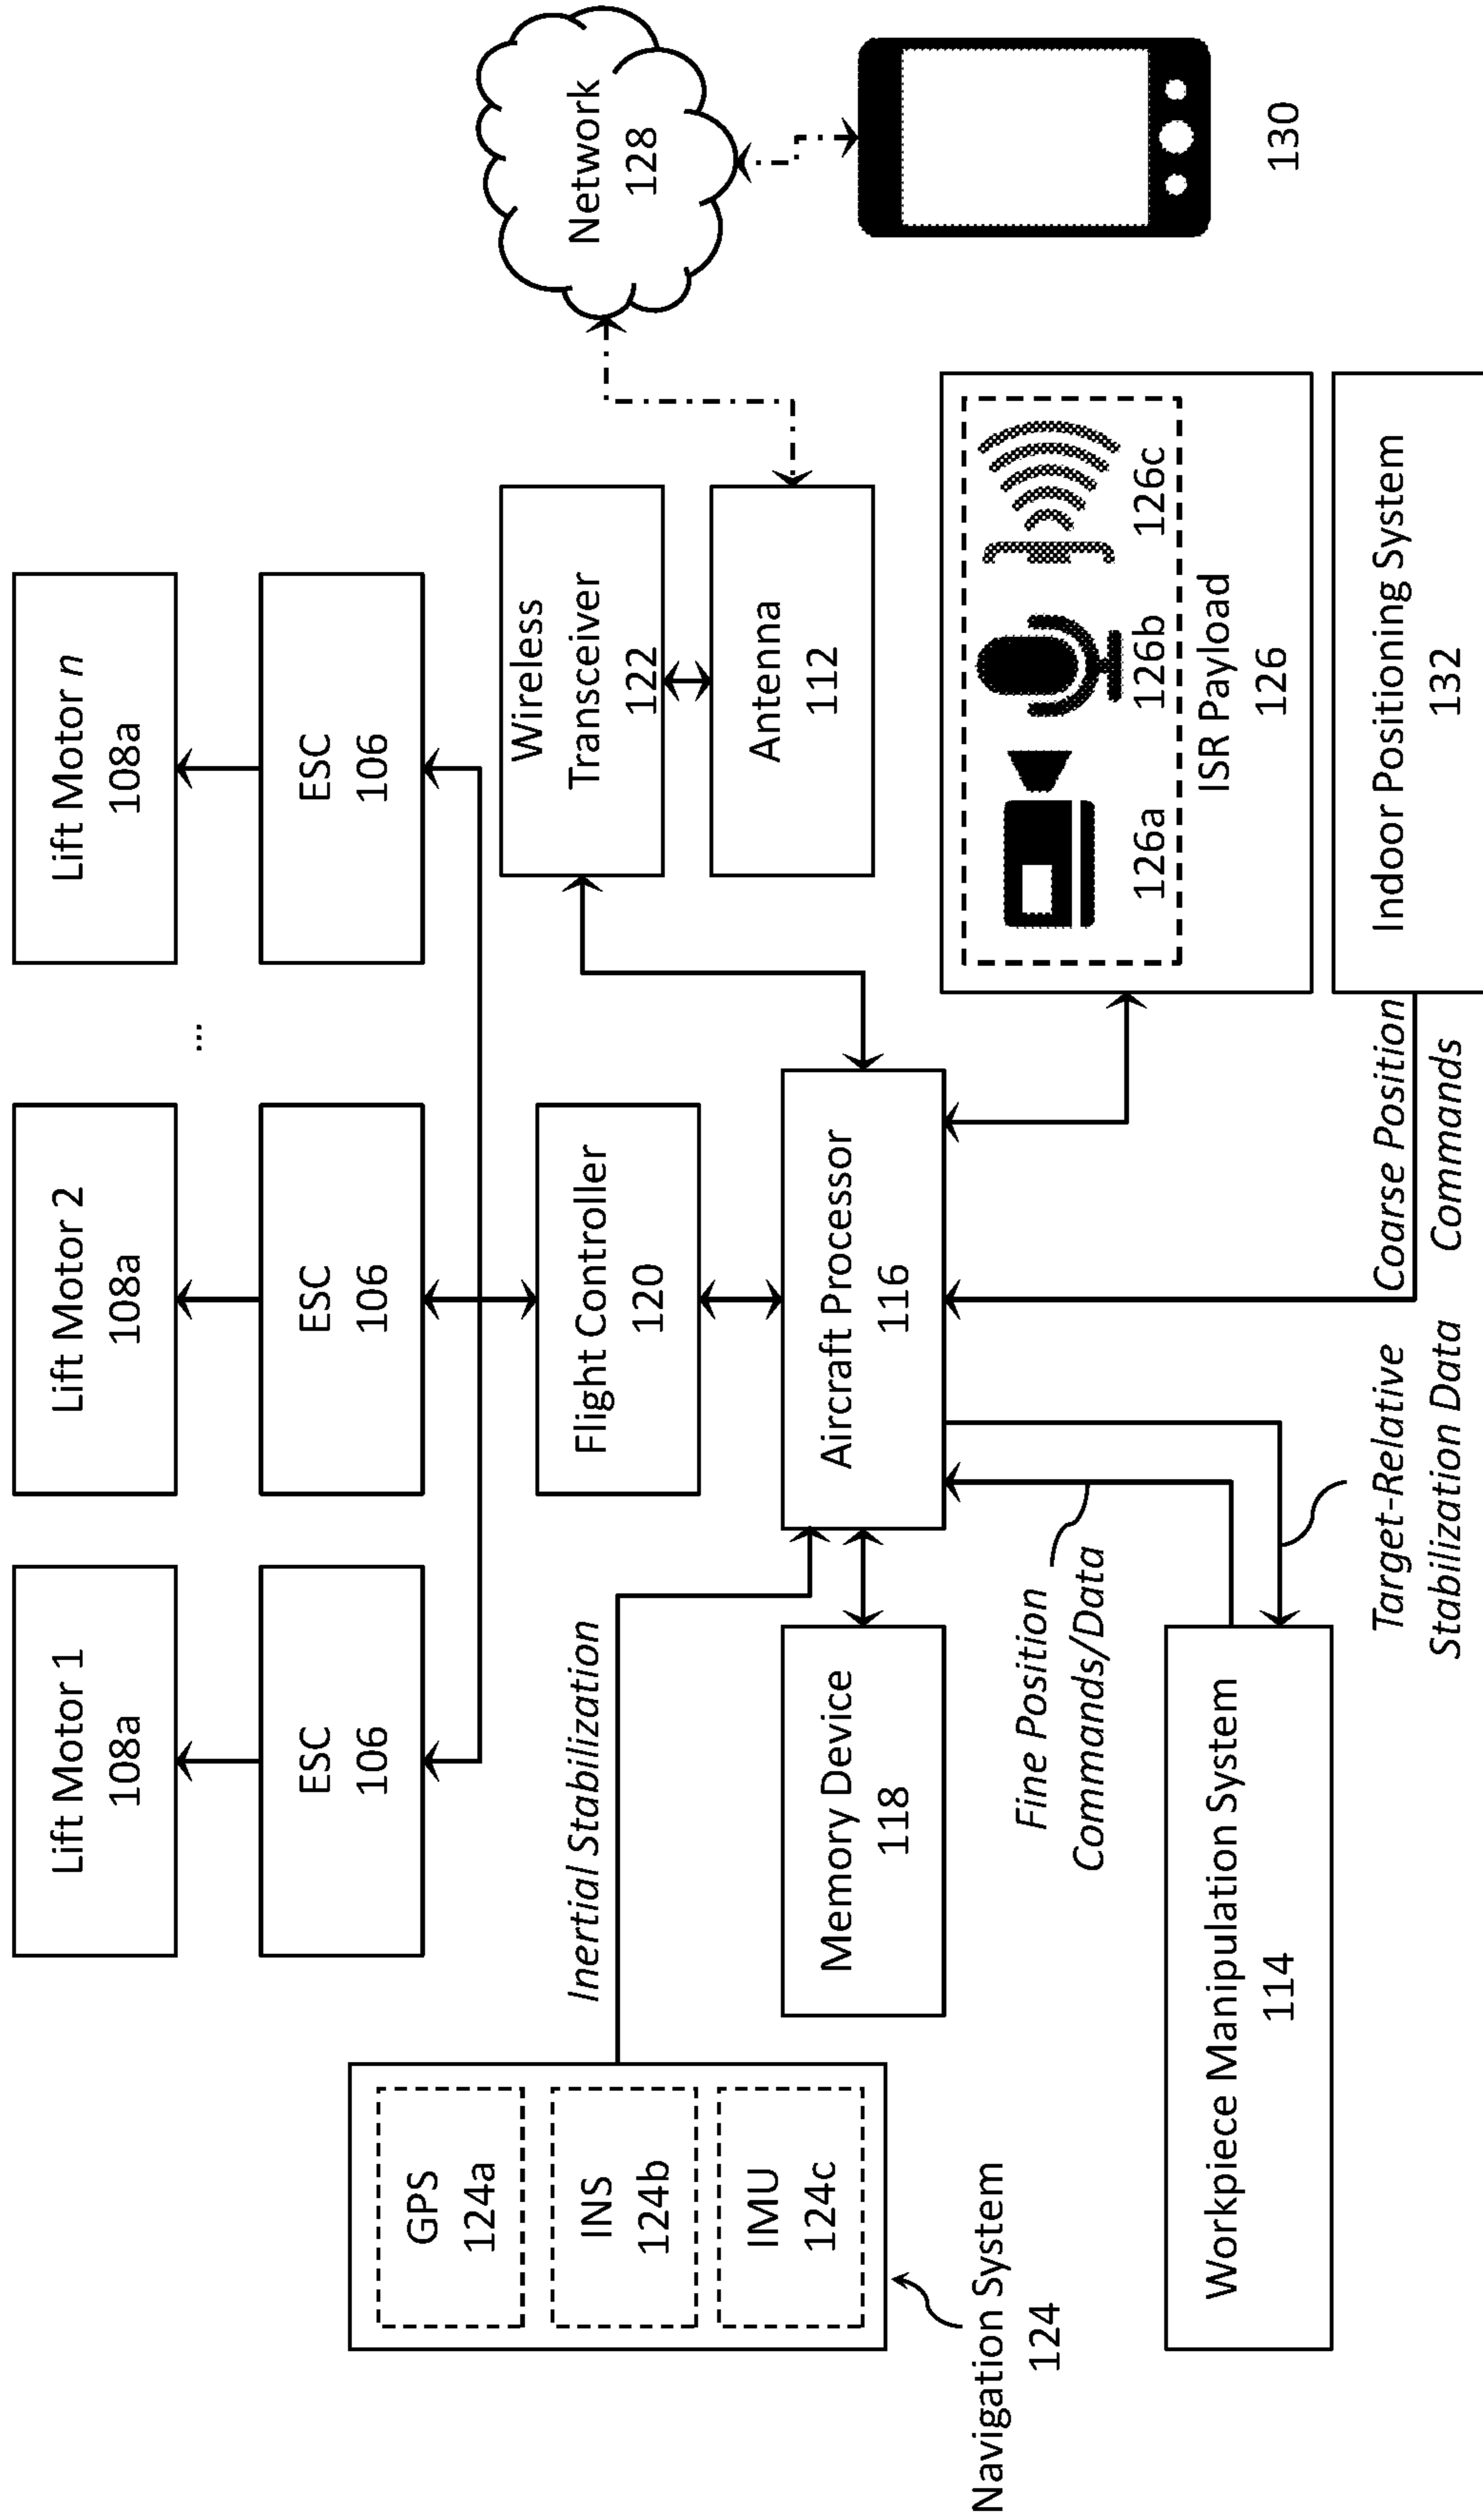 Lift Motor 1
108a
Lift Motor 2
108a
...
Lift Motor n
108a
ESC
106
ESC
106
ESC
106
GPS
124a
INS
124b
IMU
124c
Navigation System
124
Inertial Stabilization
Flight Controller
120
Wireless
Transceiver
122
Antenna
112
Network
128
130
Memory Device
118
Aircraft Processor
116
Fine Position
Commands/Data
126a
126b
126c
ISR Payload
126
Workpiece Manipulation System
114
Target-Relative
Stabilization Data
Coarse Position
Commands
Indoor Positioning System
132